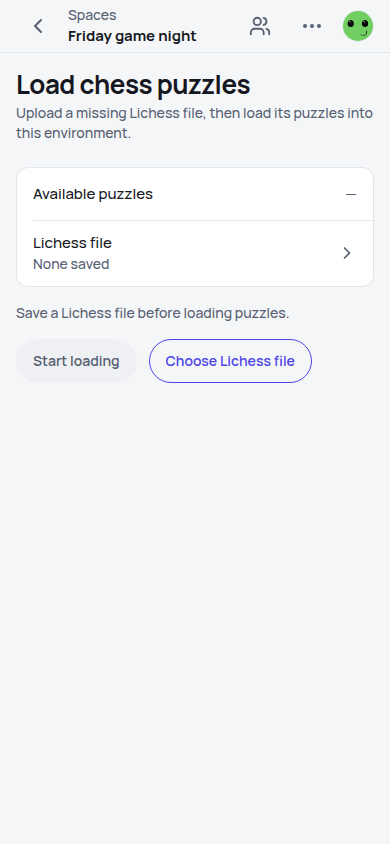 Spaces
Friday game night
Load chess puzzles
Upload a missing Lichess file, then load its puzzles into
this environment.
Available puzzles
—
Lichess file
None saved
Save a Lichess file before loading puzzles.
Start loading
Choose Lichess file